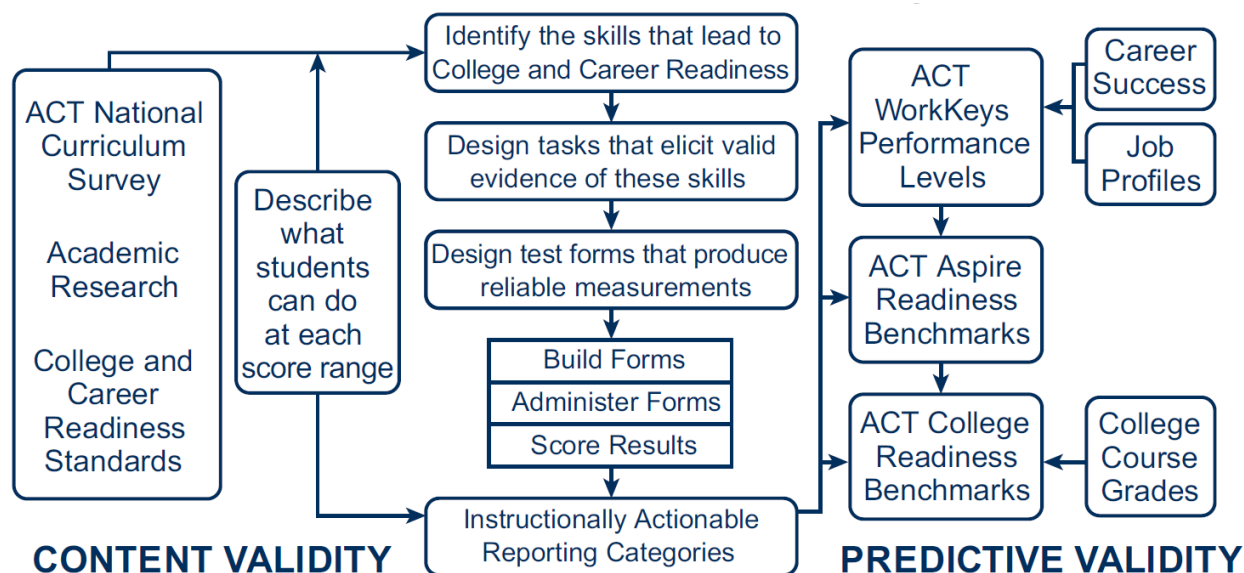 ACT National
Curriculum
Survey
Academic
Research
College and
Career
Readiness
Standards
Describe
what
students
can do
at each
score range
CONTENT VALIDITY
Identify the skills that lead to
College and Career Readiness
Design tasks that elicit valid
evidence of these skills
Design test forms that produce
reliable measurements
Build Forms
Administer Forms
Score Results
Instructionally Actionable
Reporting Categories
ACT
WorkKeys
Performance
Levels
Career
Success
Job
Profiles
ACT Aspire
Readiness
Benchmarks
ACT College
Readiness
Benchmarks
College
Course
Grades
PREDICTIVE VALIDITY